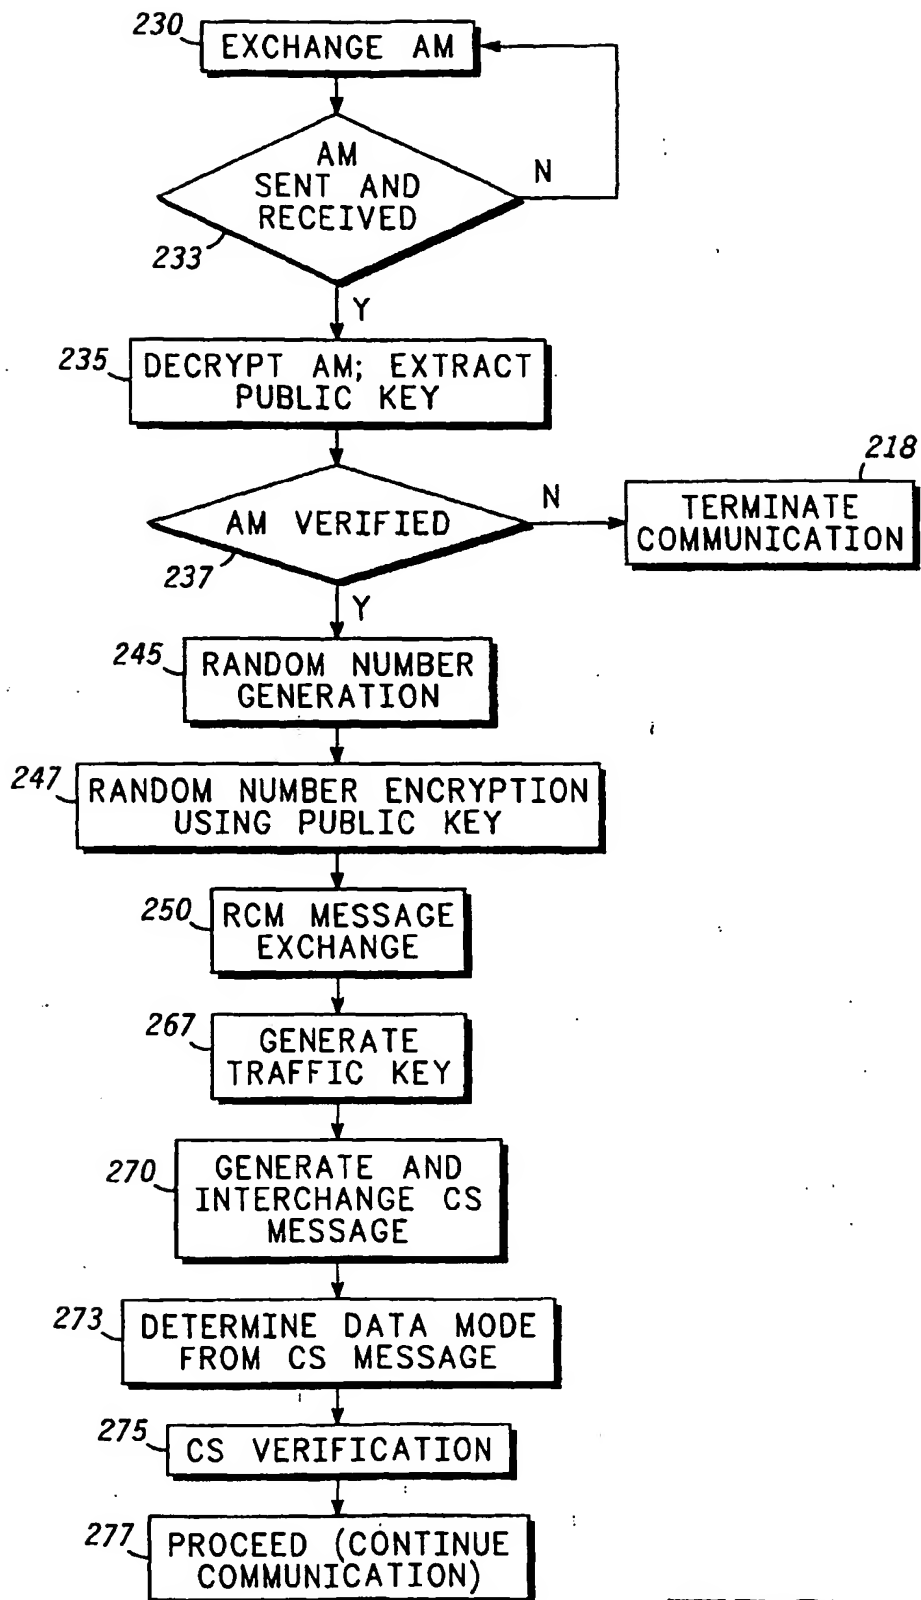 230
EXCHANGE AM
AM
SENT AND
RECEIVED
N
233
Y
235
DECRYPT AM; EXTRACT
PUBLIC KEY
218
AM VERIFIED
N
TERMINATE
COMMUNICATION
237
Y
245
RANDOM NUMBER
GENERATION
247
RANDOM NUMBER ENCRYPTION
USING PUBLIC KEY
250
RCM MESSAGE
EXCHANGE
267
GENERATE
TRAFFIC KEY
270
GENERATE AND
INTERCHANGE CS
MESSAGE
273
DETERMINE DATA MODE
FROM CS MESSAGE
275
CS VERIFICATION
277
PROCEED (CONTINUE
COMMUNICATION)